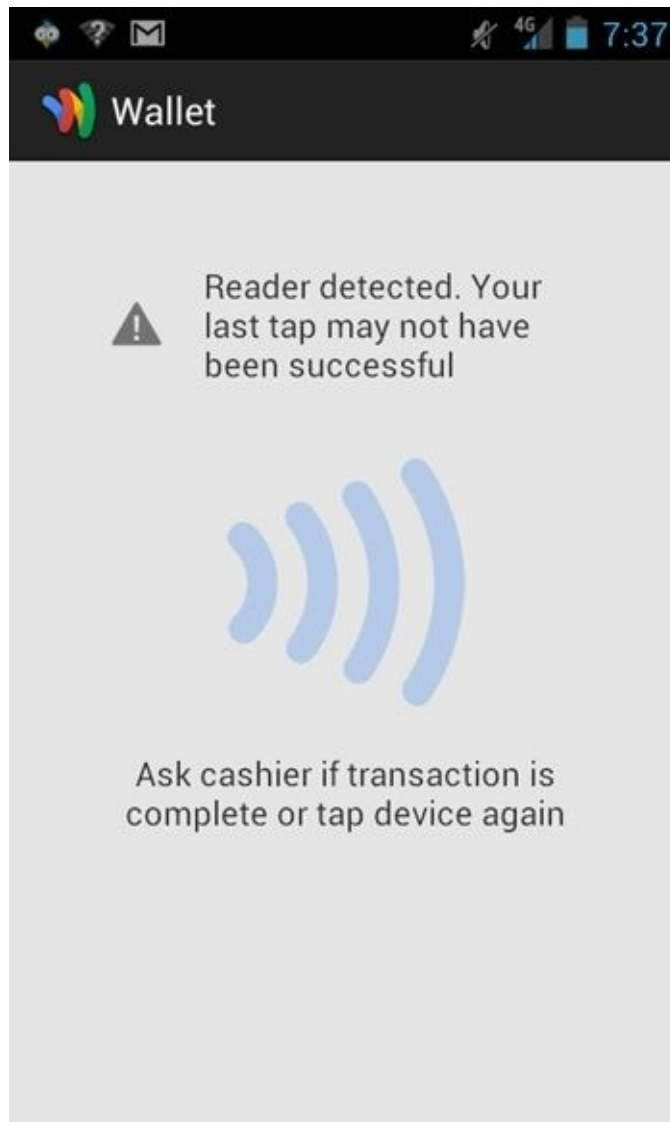 4G 7:37
Wallet
Reader detected. Your
last tap may not have
been successful
Ask cashier if transaction is
complete or tap device again